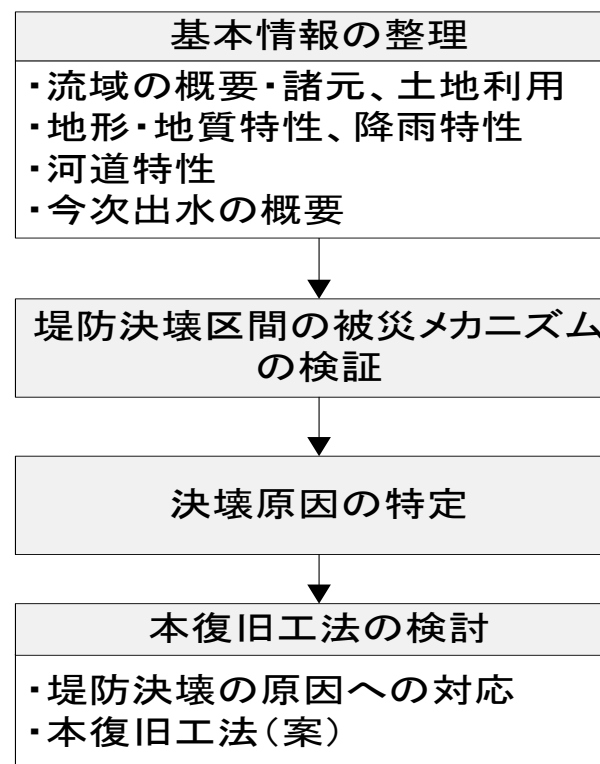 基本情報の整理
・流域の概要・諸元、土地利用
・地形・地質特性、降雨特性
・河道特性
・今次出水の概要
堤防決壊区間の被災メカニズム
の検証
決壊原因の特定
本復旧工法の検討
・堤防決壊の原因への対応
・本復旧工法（案）